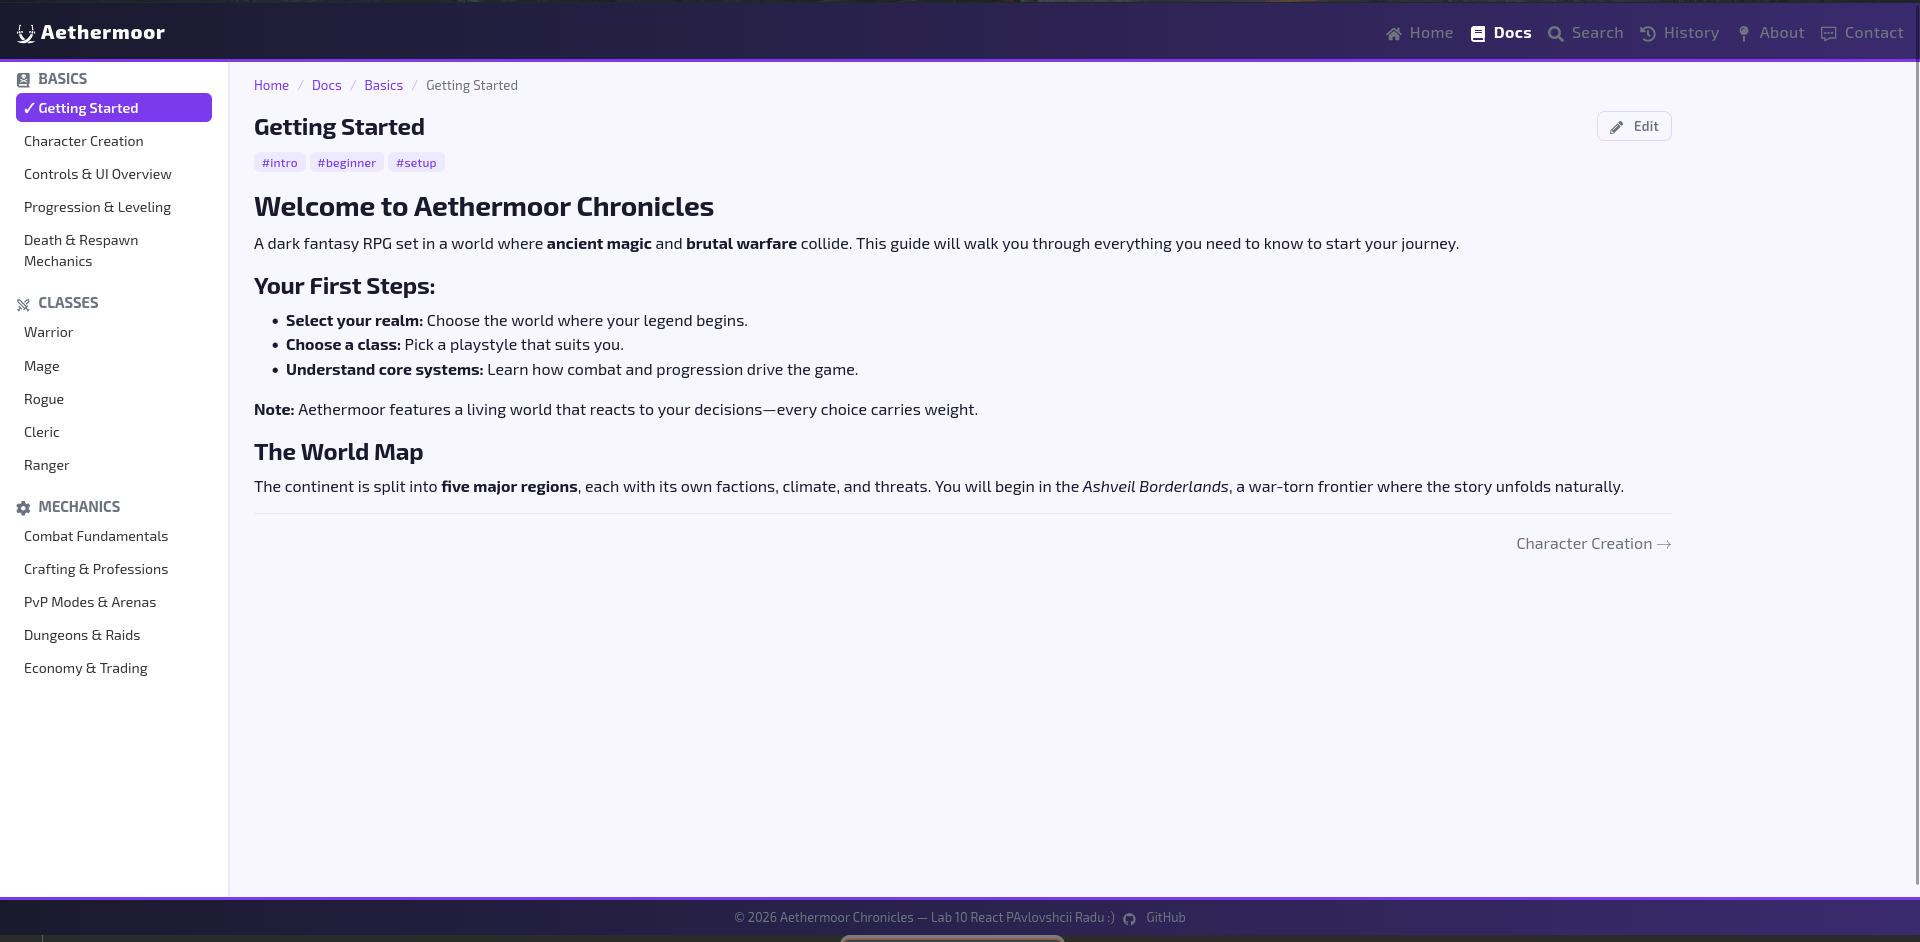 Aethermoor
Home Docs Search History About Contact
BASICS
✓ Getting Started
Character Creation
Controls & UI Overview
Progression & Leveling
Death & Respawn
Mechanics
CLASSES
Warrior
Mage
Rogue
Cleric
Ranger
MECHANICS
Combat Fundamentals
Crafting & Professions
PvP Modes & Arenas
Dungeons & Raids
Economy & Trading
Home / Docs / Basics / Getting Started
Getting Started
Edit
#intro #beginner #setup
Welcome to Aethermoor Chronicles
A dark fantasy RPG set in a world where ancient magic and brutal warfare collide. This guide will walk you through everything you need to know to start your journey.
Your First Steps:
• Select your realm: Choose the world where your legend begins.
• Choose a class: Pick a playstyle that suits you.
• Understand core systems: Learn how combat and progression drive the game.
Note: Aethermoor features a living world that reacts to your decisions—every choice carries weight.
The World Map
The continent is split into five major regions, each with its own factions, climate, and threats. You will begin in the Ashveil Borderlands, a war-torn frontier where the story unfolds naturally.
Character Creation →
© 2026 Aethermoor Chronicles — Lab 10 React PAvlovshcii Radu :) GitHub